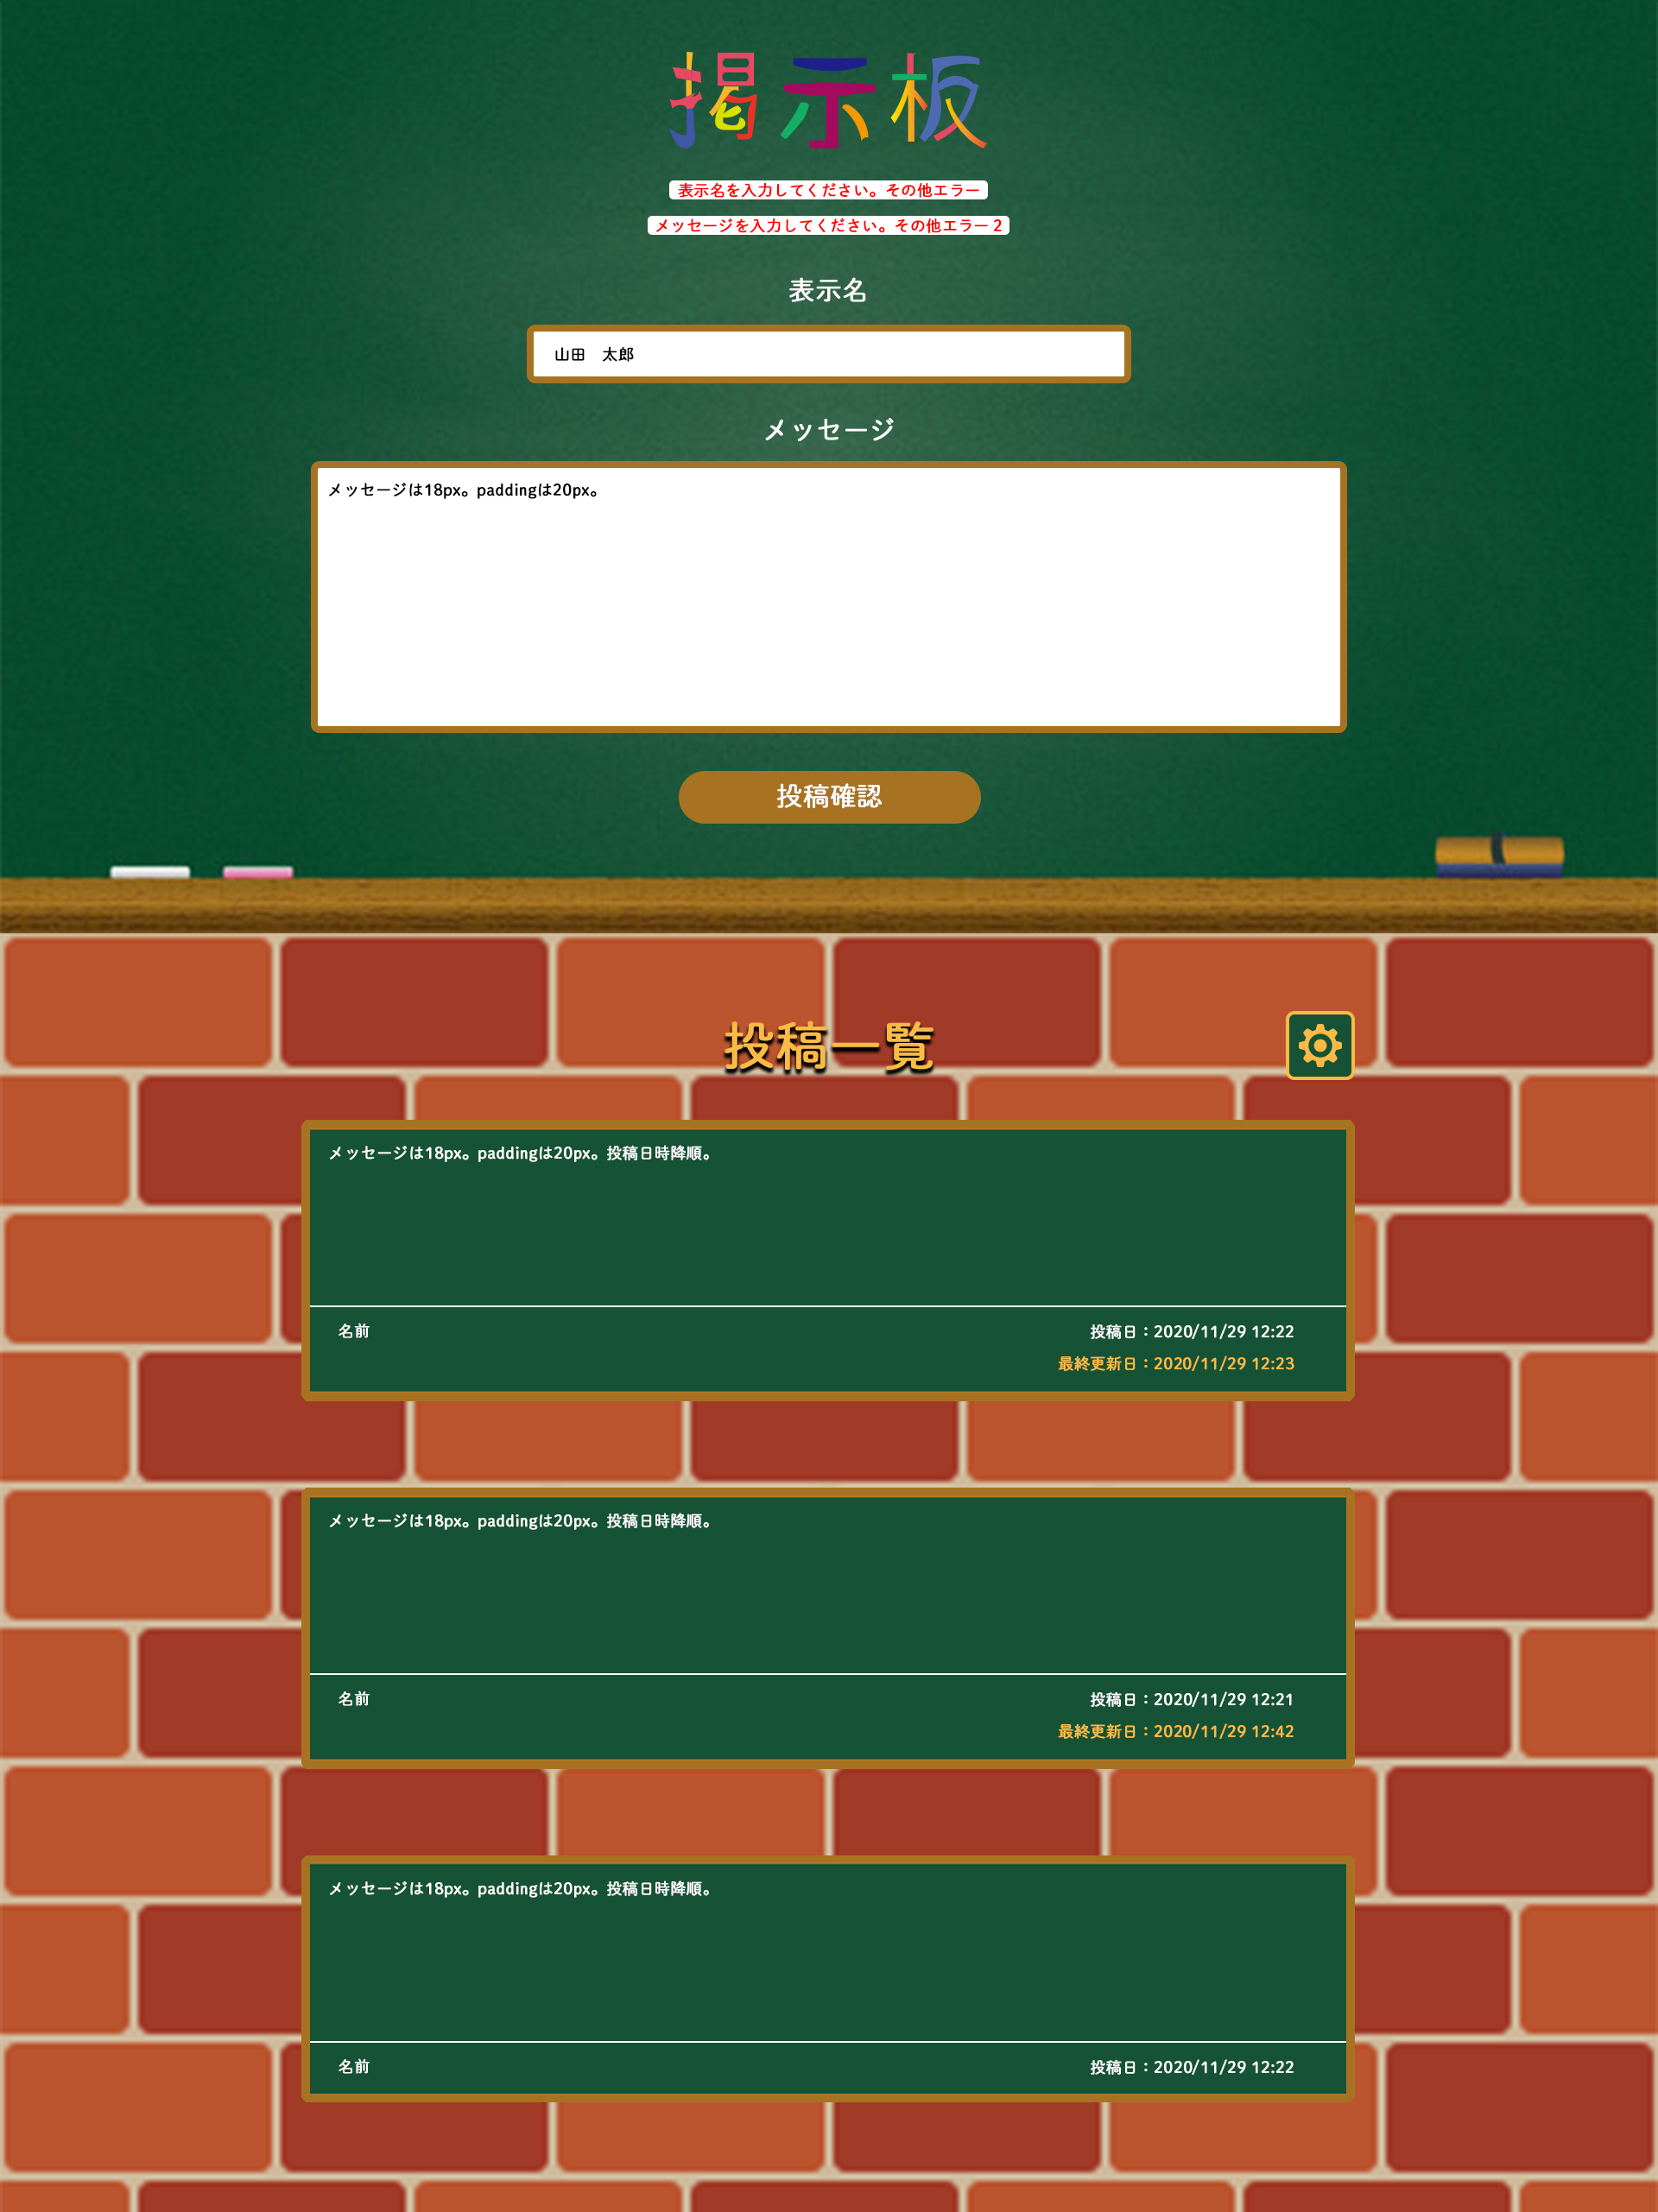 掲示板
表示名を入力してください。その他エラー
メッセージを入力してください。その他エラー２
表示名
山田　太郎
メッセージ
メッセージは18px。paddingは20px。
投稿確認
投稿一覧
メッセージは18px。paddingは20px。投稿日時降順。
名前
投稿日：2020/11/29 12:22
最終更新日：2020/11/29 12:23
メッセージは18px。paddingは20px。投稿日時降順。
名前
投稿日：2020/11/29 12:21
最終更新日：2020/11/29 12:42
メッセージは18px。paddingは20px。投稿日時降順。
名前
投稿日：2020/11/29 12:22